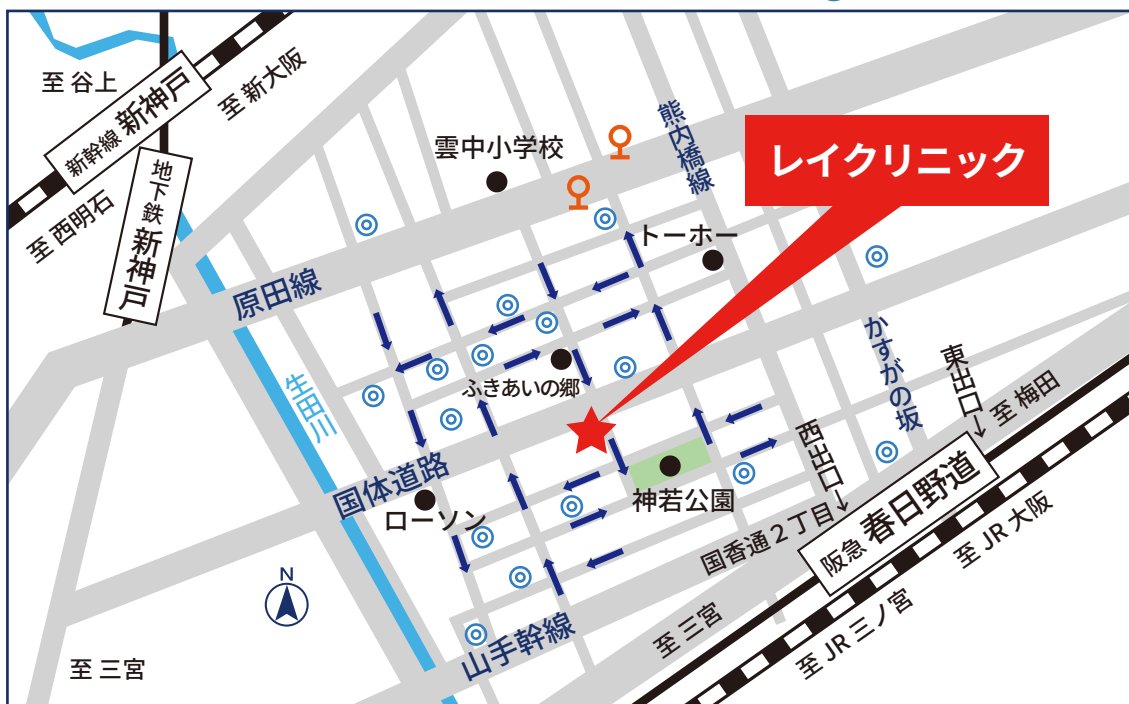 至 谷上
新幹線 新神戸
至 新大阪
至 西明石
地下鉄 新神戸
雲中小学校
熊内橋線
レイクリニック
トーホー
原田線
生田川
ふきあいの郷
かすがの坂
東出口→
至 梅田
西出口→
国体道路
ローソン
神若公園
国香通2丁目
阪急 春日野道
至 JR 大阪
N
山手幹線
至 三宮
至 JR 三ノ宮
至 三宮